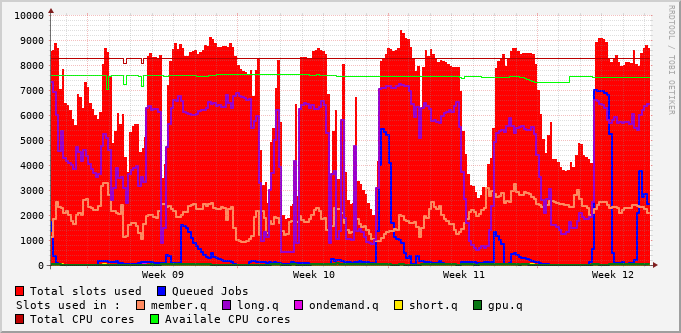 RRDTOOL / TOBI OETIKER
10000
9000
8000
7000
6000
5000
4000
3000
2000
1000
0
Week 09 Week 10 Week 11 Week 12
Total slots used Queued Jobs
Slots used in : member.q long.q ondemand.q short.q gpu.q
Total CPU cores Availale CPU cores